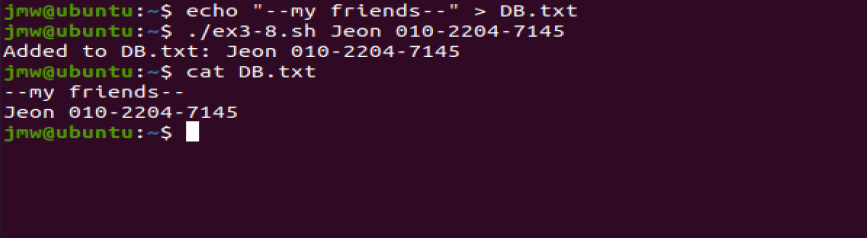 jmw@ubuntu:~$ echo "--my friends--" > DB.txt
jmw@ubuntu:~$ ./ex3-8.sh Jeon 010-2204-7145
Added to DB.txt: Jeon 010-2204-7145
jmw@ubuntu:~$ cat DB.txt
--my friends--
Jeon 010-2204-7145
jmw@ubuntu:~$